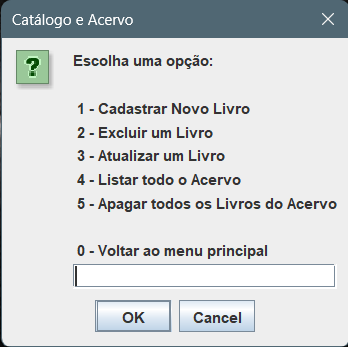 Catálogo e Acervo
?
Escolha uma opção:
1 - Cadastrar Novo Livro
2 - Excluir um Livro
3 - Atualizar um Livro
4 - Listar todo o Acervo
5 - Apagar todos os Livros do Acervo
0 - Voltar ao menu principal
OK
Cancel